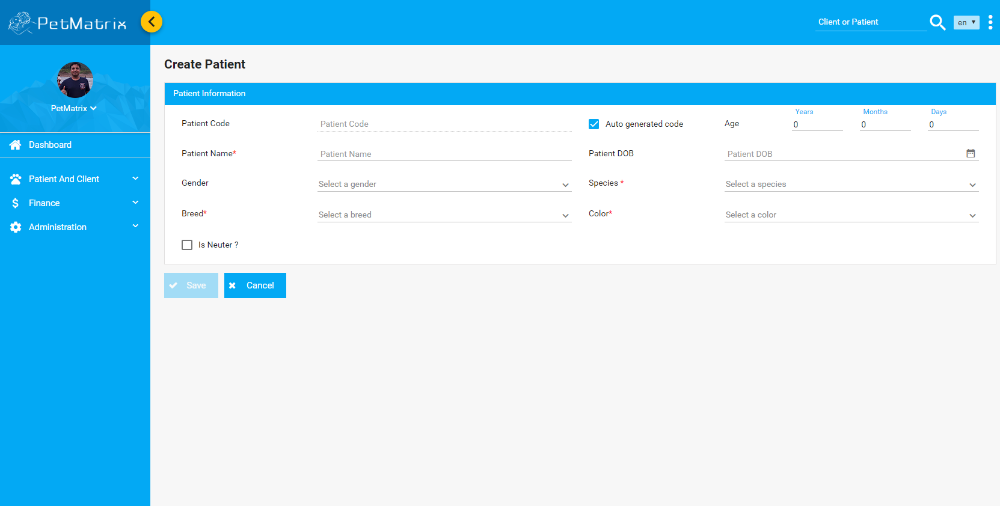 PetMatrix
Client or Patient
en
PetMatrix
Dashboard
Patient And Client
Finance
Administration
Create Patient
Patient Information
Patient Code Patient Code Auto generated code Age Years 0 Months 0 Days 0
Patient Name* Patient Name Patient DOB Patient DOB
Gender Select a gender Species * Select a species
Breed* Select a breed Color* Select a color
Is Neuter ?
Save Cancel